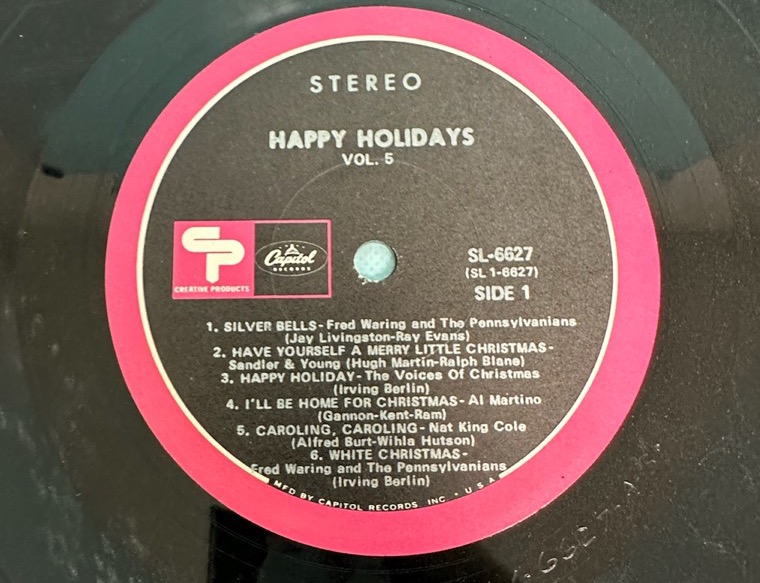 STEREO
HAPPY HOLIDAYS
VOL. 5
CP
CREATIVE PRODUCTS
Capitol
RECORDS
SL-6627
(SL 1-6627)
SIDE 1
1. SILVER BELLS-Fred Waring and The Pennsylvanians
(Jay Livingston-Ray Evans)
2. HAVE YOURSELF A MERRY LITTLE CHRISTMAS-
Sandler & Young (Hugh Martin-Ralph Blane)
3. HAPPY HOLIDAY-The Voices Of Christmas
(Irving Berlin)
4. I'LL BE HOME FOR CHRISTMAS-Al Martino
(Gannon-Kent-Ram)
5. CAROLING, CAROLING-Nat King Cole
(Alfred Burt-Wihla Hutson)
6. WHITE CHRISTMAS-
Fred Waring and The Pennsylvanians
(Irving Berlin)
MFD BY CAPITOL RECORDS INC • U S A